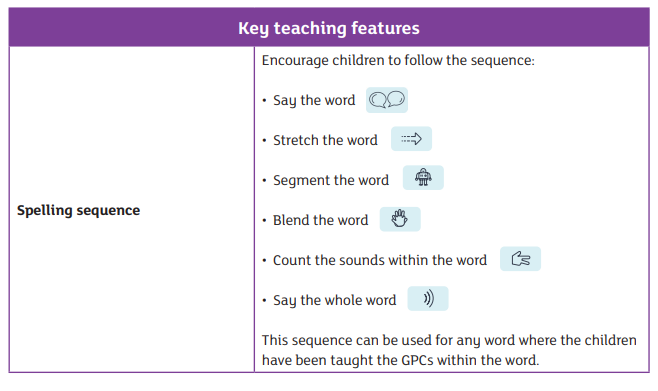 Key teaching features
Spelling sequence
Encourage children to follow the sequence:
• Say the word
• Stretch the word
• Segment the word
• Blend the word
• Count the sounds within the word
• Say the whole word
This sequence can be used for any word where the children
have been taught the GPCs within the word.